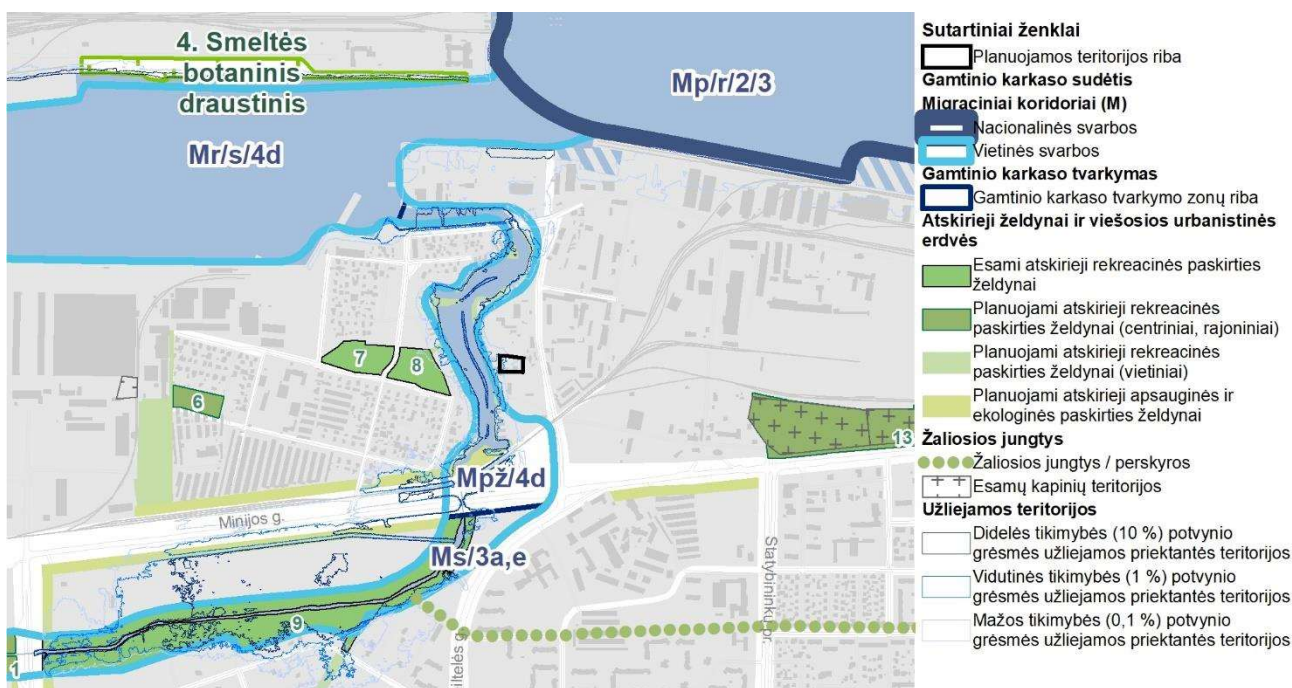 4. Smeltės
botaninis
draustinis
Mp/r/2/3
Mr/s/4d
7
8
6
13
Mpž/4d
Minijos g.
Ms/3a,e
9
1
Statybininkų pr.
Sutartiniai ženklai
Planuojamos teritorijos riba
Gamtinio karkaso sudėtis
Migraciniai koridoriai (M)
Nacionalinės svarbos
Vietinės svarbos
Gamtinio karkaso tvarkymas
Gamtinio karkaso tvarkymo zonų riba
Atskirieji želdynai ir viešosios urbanistinės
erdvės
Esami atskirieji rekreacinės paskirties
želdynai
Planuojami atskirieji rekreacinės
paskirties želdynai (centriniai, rajoniniai)
Planuojami atskirieji rekreacinės
paskirties želdynai (vietiniai)
Planuojami atskirieji apsauginės ir
ekologinės paskirties želdynai
Žaliosios jungtys
Žaliosios jungtys / perskyros
Esamų kapinių teritorijos
Užliejamos teritorijos
Didelės tikimybės (10 %) potvynio
grėsmės užliejamos priektantės teritorijos
Vidutinės tikimybės (1 %) potvynio
grėsmės užliejamos priektantės teritorijos
Mažos tikimybės (0,1 %) potvynio
grėsmės užliejamos priektantės teritorijos